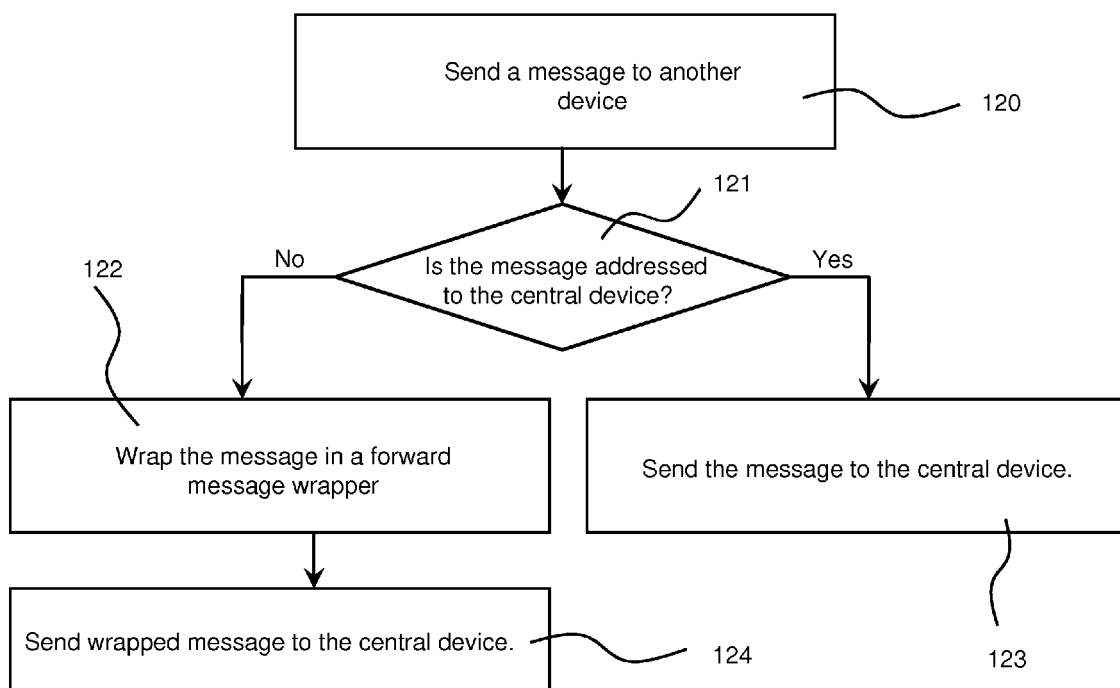 Send a message to another
device
120
121
No
Is the message addressed
to the central device?
Yes
122
Wrap the message in a forward
message wrapper
Send the message to the central device.
Send wrapped message to the central device.
124
123